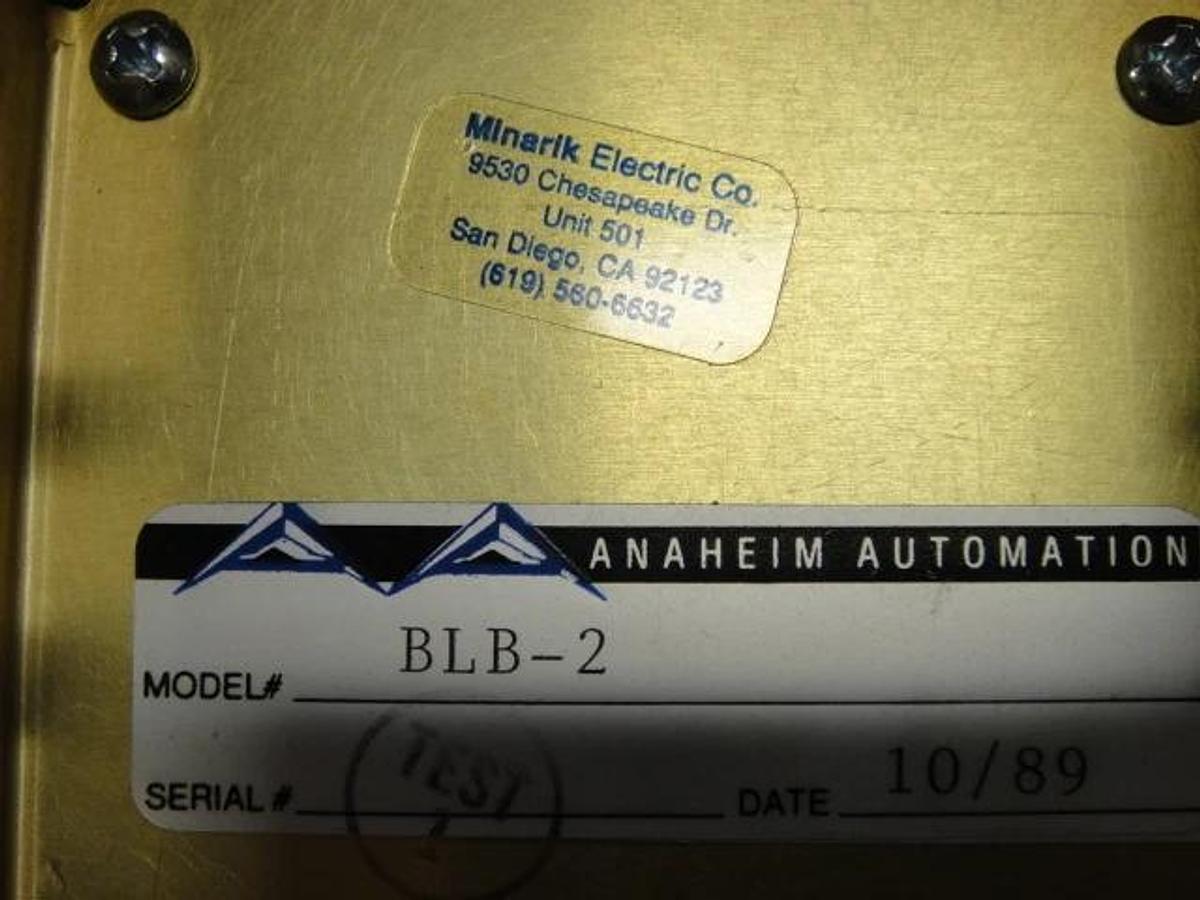 Minarik Electric Co.
9530 Chesapeake Dr.
Unit 501
San Diego, CA 92123
(619) 560-6632
ANAHEIM AUTOMATION
MODEL# BLB-2
SERIAL # TEST 1
DATE 10/89